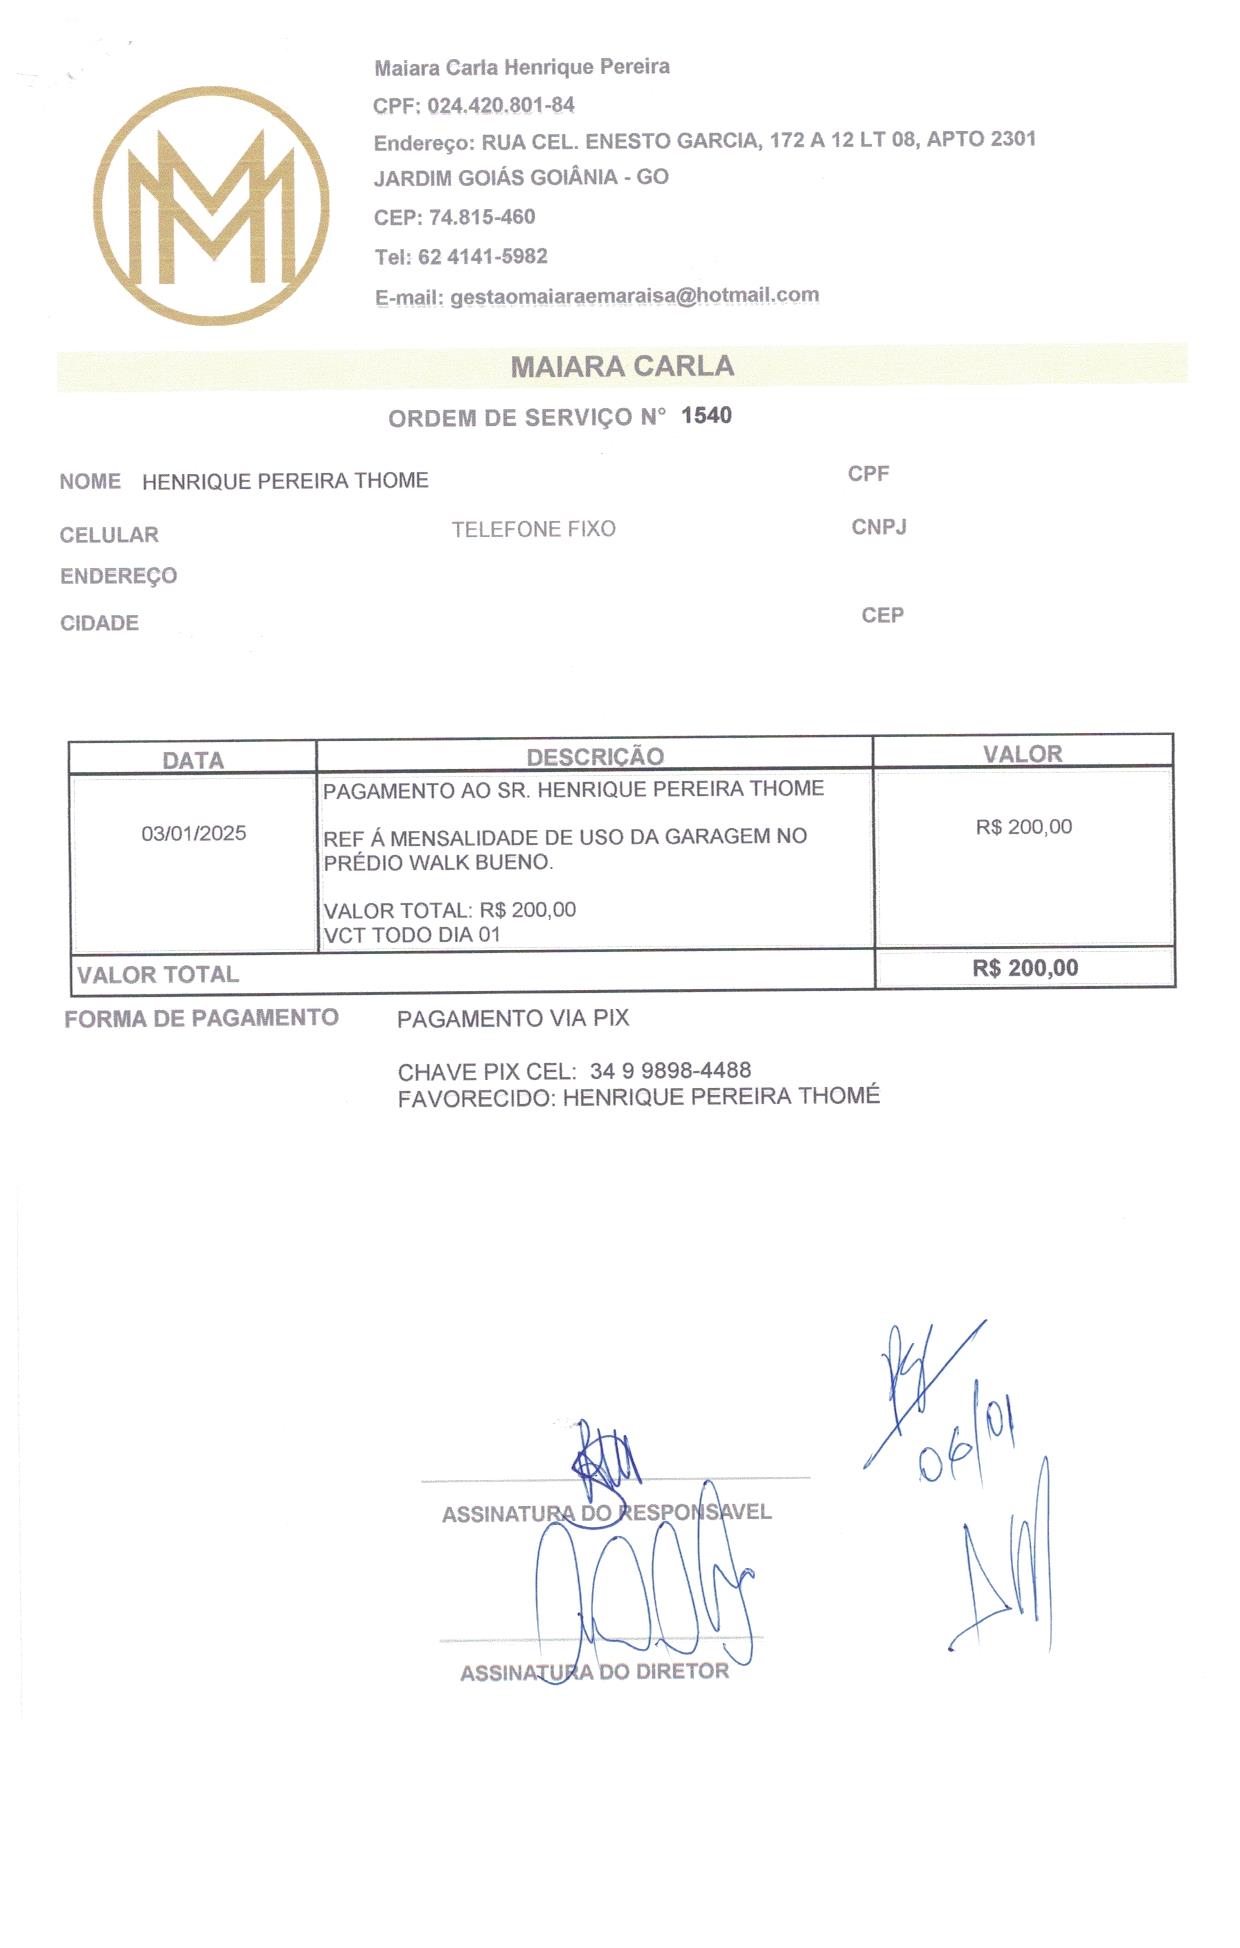 Maiara Carla Henrique Pereira
CPF: 024.420.801-84
Endereço: RUA CEL. ENESTO GARCIA, 172 A 12 LT 08, APTO 2301
JARDIM GOIÁS GOIÂNIA - GO
CEP: 74.815-460
Tel: 62 4141-5982
E-mail: gestaomaiaraemaraisa@hotmail.com
MAIARA CARLA
ORDEM DE SERVIÇO N° 1540
NOME HENRIQUE PEREIRA THOME CPF
CELULAR TELEFONE FIXO CNPJ
ENDEREÇO
CIDADE CEP
DATA DESCRIÇÃO VALOR
PAGAMENTO AO SR. HENRIQUE PEREIRA THOME
03/01/2025 REF Á MENSALIDADE DE USO DA GARAGEM NO R$ 200,00
PRÉDIO WALK BUENO.
VALOR TOTAL: R$ 200,00
VCT TODO DIA 01
VALOR TOTAL R$ 200,00
FORMA DE PAGAMENTO PAGAMENTO VIA PIX
CHAVE PIX CEL: 34 9 9898-4488
FAVORECIDO: HENRIQUE PEREIRA THOMÉ
06/01
ASSINATURA DO RESPONSAVEL
ASSINATURA DO DIRETOR